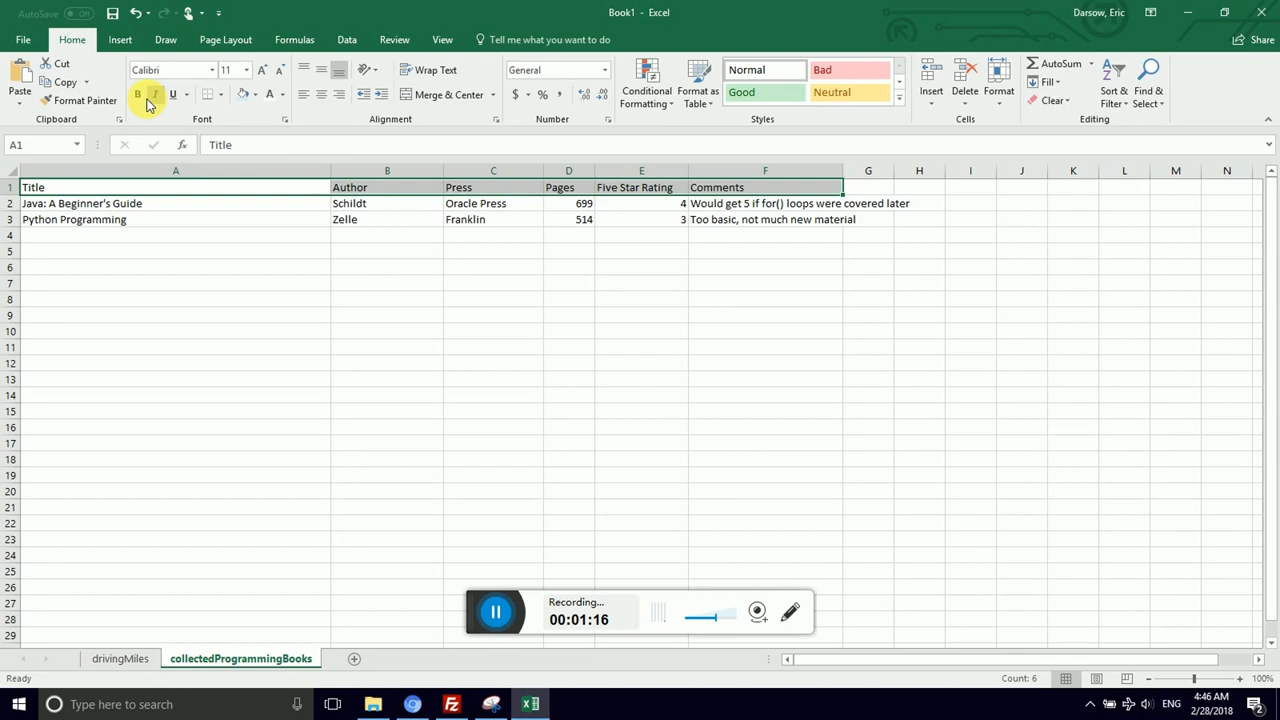 AutoSave Off
Book1 - Excel
Darsow, Eric
File Home Insert Draw Page Layout Formulas Data Review View Tell me what you want to do Share
Paste
Cut
Copy
Format Painter
Clipboard
Calibri 11
B I U
A
Font
Wrap Text
Merge & Center
Alignment
General
$ % ,
Number
Conditional Formatting
Format as Table
Normal Bad
Good Neutral
Styles
Insert Delete Format
Cells
AutoSum
Fill
Clear
Sort & Filter
Find & Select
Editing
A1 fx Title
A B C D E F G H I J K L M N
1 Title Author Press Pages Five Star Rating Comments
2 Java: A Beginner's Guide Schildt Oracle Press 699 4 Would get 5 if for() loops were covered later
3 Python Programming Zelle Franklin 514 3 Too basic, not much new material
4
5
6
7
8
9
10
11
12
13
14
15
16
17
18
19
20
21
22
23
24
25
26
27
28
29
Recording...
00:01:16
drivingMiles collectedProgrammingBooks
Ready Count: 6 100%
Type here to search
ENG
4:46 AM
2/28/2018
2